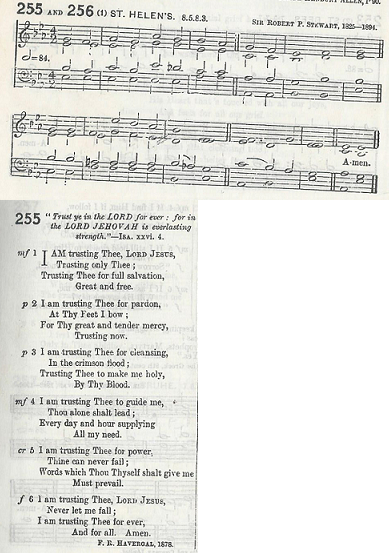 255 AND 256 (1) ST. HELEN'S. 8.5.8.3.
SIR ROBERT P. STEWART, 1825—1894.
=84.
A-men.
255 "Trust ye in the LORD for ever: for in
the LORD JEHOVAH is everlasting
strength."—ISA. xxvi. 4.
mf 1 I AM trusting Thee, LORD JESUS,
Trusting only Thee;
Trusting Thee for full salvation,
Great and free.
p 2 I am trusting Thee for pardon,
At Thy Feet I bow;
For Thy great and tender mercy,
Trusting now.
p 3 I am trusting Thee for cleansing,
In the crimson flood;
Trusting Thee to make me holy,
By Thy Blood.
mf 4 I am trusting Thee to guide me,
Thou alone shalt lead;
Every day and hour supplying
All my need.
cr 5 I am trusting Thee for power,
Thine can never fail;
Words which Thou Thyself shalt give me
Must prevail.
f 6 I am trusting Thee, LORD JESUS,
Never let me fall;
I am trusting Thee for ever,
And for all. Amen.
F. R. HAVERGAL, 1878.